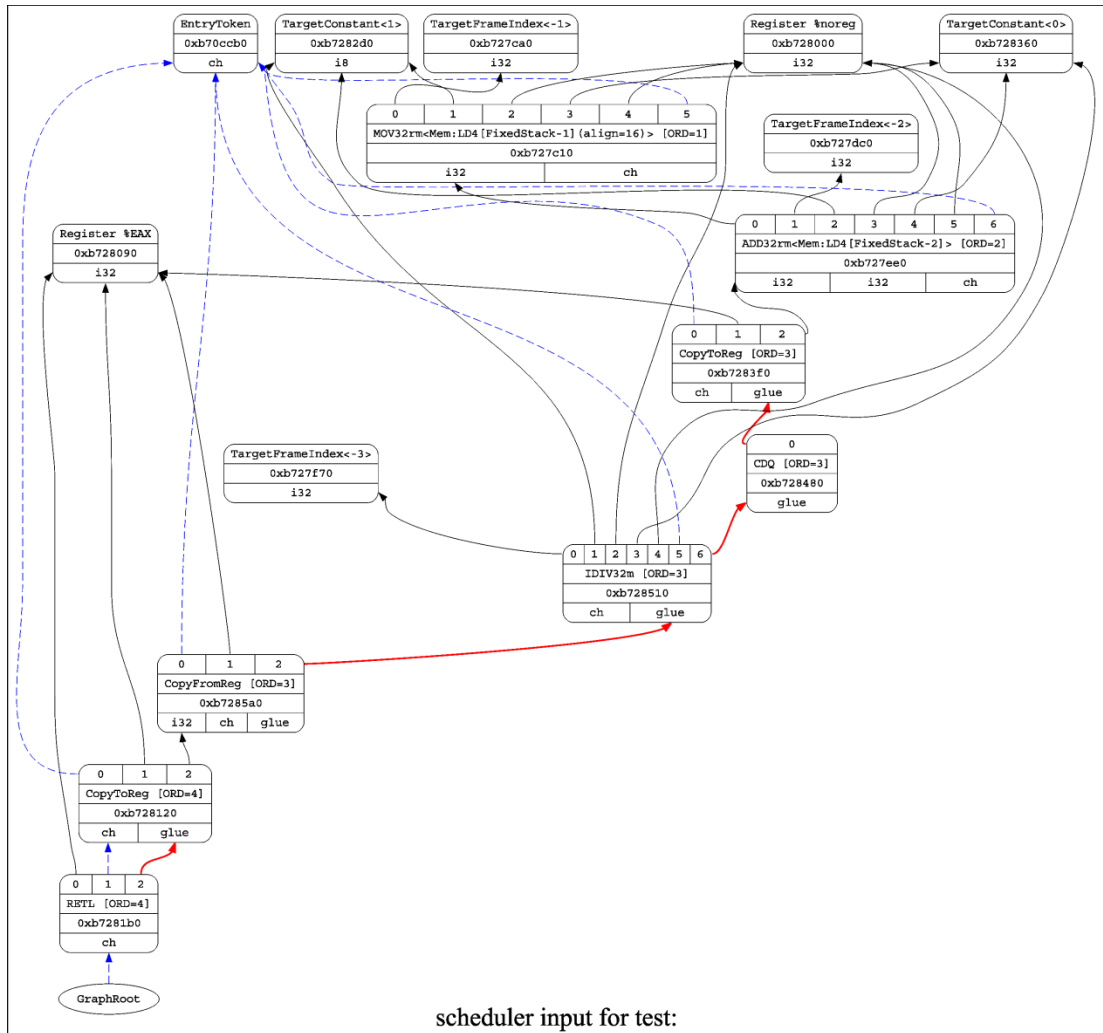 EntryToken
0xb70ccb0
ch
TargetConstant<1>
0xb7282d0
i8
TargetFrameIndex<-1>
0xb727ca0
i32
Register %noreg
0xb728000
i32
TargetConstant<0>
0xb728360
i32
0 1 2 3 4 5
MOV32rm<Mem:LD4[FixedStack-1](align=16)> [ORD=1]
0xb727c10
i32 ch
TargetFrameIndex<-2>
0xb727dc0
i32
0 1 2 3 4 5 6
ADD32rm<Mem:LD4[FixedStack-2]> [ORD=2]
0xb727ee0
i32 i32 ch
Register %EAX
0xb728090
i32
0 1 2
CopyToReg [ORD=3]
0xb7283f0
ch glue
0
CDQ [ORD=3]
0xb728480
glue
TargetFrameIndex<-3>
0xb727f70
i32
0 1 2 3 4 5 6
IDIV32m [ORD=3]
0xb728510
ch glue
0 1 2
CopyFromReg [ORD=3]
0xb7285a0
i32 ch glue
0 1 2
CopyToReg [ORD=4]
0xb728120
ch glue
0 1 2
RETL [ORD=4]
0xb7281b0
ch
GraphRoot
scheduler input for test: